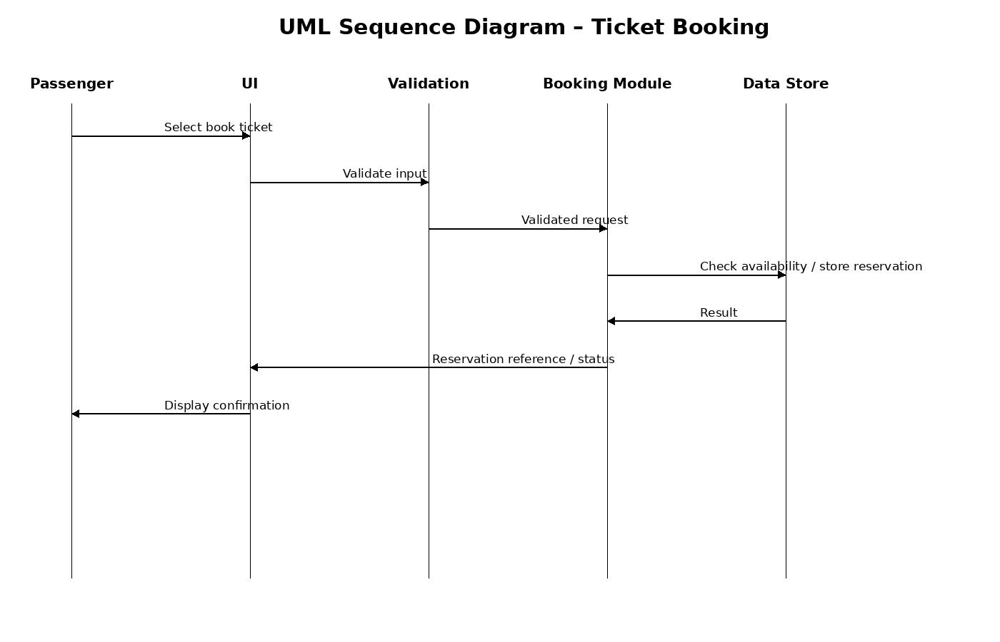 UML Sequence Diagram – Ticket Booking
Passenger
UI
Validation
Booking Module
Data Store
Select book ticket
Validate input
Validated request
Check availability / store reservation
Result
Reservation reference / status
Display confirmation